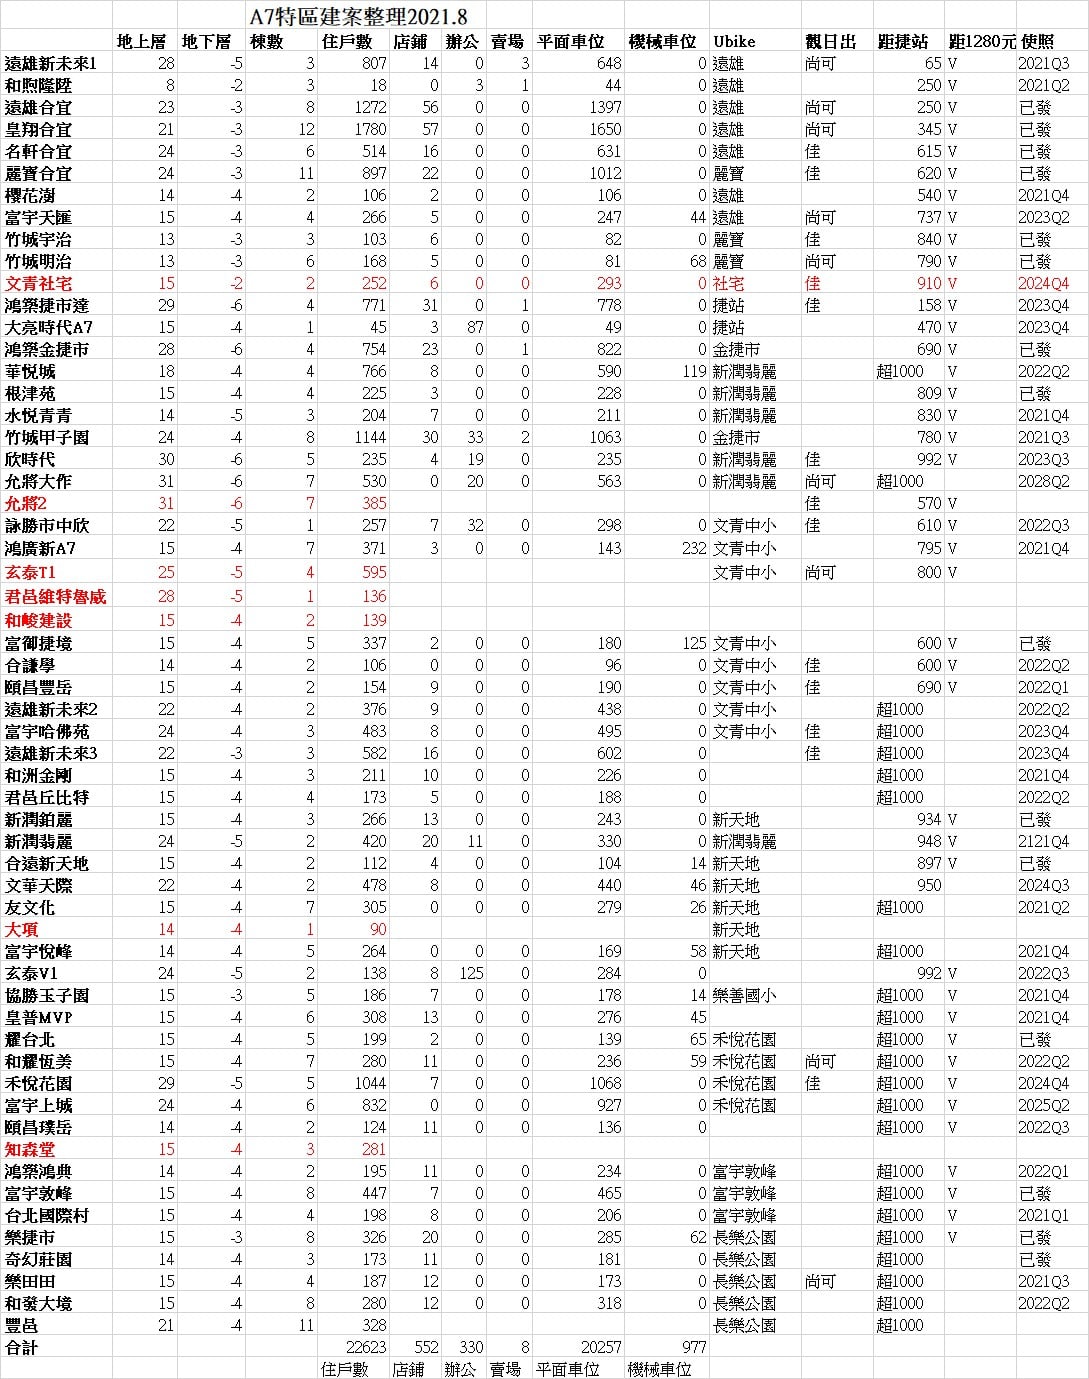 A7特區建案整理2021.8
地上層 地下層 棟數 住戶數 店鋪 辦公 賣場 平面車位 機械車位 Ubike 觀日出 距捷站 距1280元 使照
遠雄新未來1 28 -5 3 807 14 0 3 648 0 遠雄 尚可 65 V 2021Q3
和煦隆陞 8 -2 3 18 0 3 1 44 0 遠雄 250 V 2021Q2
遠雄合宜 23 -3 8 1272 56 0 0 1397 0 遠雄 尚可 250 V 已發
皇翔合宜 21 -3 12 1780 57 0 0 1650 0 遠雄 尚可 345 V 已發
名軒合宜 24 -3 6 514 16 0 0 631 0 遠雄 佳 615 V 已發
麗寶合宜 24 -3 11 897 22 0 0 1012 0 麗寶 佳 620 V 已發
櫻花澍 14 -4 2 106 2 0 0 106 0 遠雄 540 V 2021Q4
富宇天匯 15 -4 4 266 5 0 0 247 44 遠雄 尚可 737 V 2023Q2
竹城宇治 13 -3 3 103 6 0 0 82 0 麗寶 佳 840 V 已發
竹城明治 13 -3 6 168 5 0 0 81 68 麗寶 尚可 790 V 已發
文青社宅 15 -2 2 252 6 0 0 293 0 社宅 佳 910 V 2024Q4
鴻築捷市達 29 -6 4 771 31 0 1 778 0 捷站 佳 158 V 2023Q4
大亮時代A7 15 -4 1 45 3 87 0 49 0 捷站 470 V 2023Q4
鴻築金捷市 28 -6 4 754 23 0 1 822 0 金捷市 690 V 已發
華悅城 18 -4 4 766 8 0 0 590 119 新潤翡麗 超1000 V 2022Q2
根津苑 15 -4 4 225 3 0 0 228 0 新潤翡麗 809 V 已發
水悅青青 14 -5 3 204 7 0 0 211 0 新潤翡麗 830 V 2021Q4
竹城甲子園 24 -4 8 1144 30 33 2 1063 0 金捷市 780 V 2021Q3
欣時代 30 -6 5 235 4 19 0 235 0 新潤翡麗 佳 992 V 2023Q3
允將大作 31 -6 7 530 0 20 0 563 0 新潤翡麗 尚可 超1000 2028Q2
允將2 31 -6 7 385 佳 570 V
詠勝市中欣 22 -5 1 257 7 32 0 298 0 文青中小 佳 610 V 2022Q3
鴻廣新A7 15 -4 7 371 3 0 0 143 232 文青中小 795 V 2021Q4
玄泰T1 25 -5 4 595 文青中小 尚可 800 V
君邑維特魯威 28 -5 1 136
和峻建設 15 -4 2 139
富御捷境 15 -4 5 337 2 0 0 180 125 文青中小 600 V 已發
合謙學 14 -4 2 106 0 0 0 96 0 文青中小 佳 600 V 2022Q2
頤昌豐岳 15 -4 2 154 9 0 0 190 0 文青中小 佳 690 V 2022Q1
遠雄新未來2 22 -4 2 376 9 0 0 438 0 文青中小 超1000 2022Q2
富宇哈佛苑 24 -4 3 483 8 0 0 495 0 文青中小 佳 超1000 2023Q4
遠雄新未來3 22 -3 3 582 16 0 0 602 0 佳 超1000 2023Q4
和洲金剛 15 -4 3 211 10 0 0 226 0 超1000 2021Q4
君邑丘比特 15 -4 4 173 5 0 0 188 0 超1000 2022Q2
新潤鉑麗 15 -4 3 266 13 0 0 243 0 新天地 934 V 已發
新潤翡麗 24 -5 2 420 20 11 0 330 0 新潤翡麗 948 V 2121Q4
合遠新天地 15 -4 2 112 4 0 0 104 14 新天地 897 V 已發
文華天際 22 -4 2 478 8 0 0 440 46 新天地 950 2024Q3
友文化 15 -4 7 305 0 0 0 279 26 新天地 超1000 2021Q2
大項 14 -4 1 90 新天地
富宇悅峰 14 -4 5 264 0 0 0 169 58 新天地 超1000 2021Q4
玄泰V1 24 -5 2 138 8 125 0 284 0 992 V 2022Q3
協勝玉子園 15 -3 5 186 7 0 0 178 14 樂善國小 超1000 V 2021Q4
皇普MVP 15 -4 6 308 13 0 0 276 45 超1000 V 2021Q4
耀台北 15 -4 5 199 2 0 0 139 65 禾悅花園 超1000 V 已發
和耀恆美 15 -4 7 280 11 0 0 236 59 禾悅花園 尚可 超1000 V 2022Q2
禾悅花園 29 -5 5 1044 7 0 0 1068 0 禾悅花園 佳 超1000 V 2024Q4
富宇上城 24 -4 6 832 0 0 0 927 0 禾悅花園 超1000 V 2025Q2
頤昌璞岳 14 -4 2 124 11 0 0 136 0 超1000 V 2022Q3
知森堂 15 -4 3 281
鴻築鴻典 14 -4 2 195 11 0 0 234 0 富宇敦峰 超1000 V 2022Q1
富宇敦峰 15 -4 8 447 7 0 0 465 0 富宇敦峰 超1000 V 已發
台北國際村 15 -4 4 198 8 0 0 206 0 富宇敦峰 超1000 V 2021Q1
樂捷市 15 -3 8 326 20 0 0 285 62 長樂公園 超1000 V 已發
奇幻莊園 14 -4 3 173 11 0 0 181 0 長樂公園 超1000 已發
樂田田 15 -4 4 187 12 0 0 173 0 長樂公園 尚可 超1000 2021Q3
和發大境 15 -4 8 280 12 0 0 318 0 長樂公園 超1000 2022Q2
豐邑 21 -4 11 328 長樂公園 超1000
合計 22623 552 330 8 20257 977
住戶數 店鋪 辦公 賣場 平面車位 機械車位